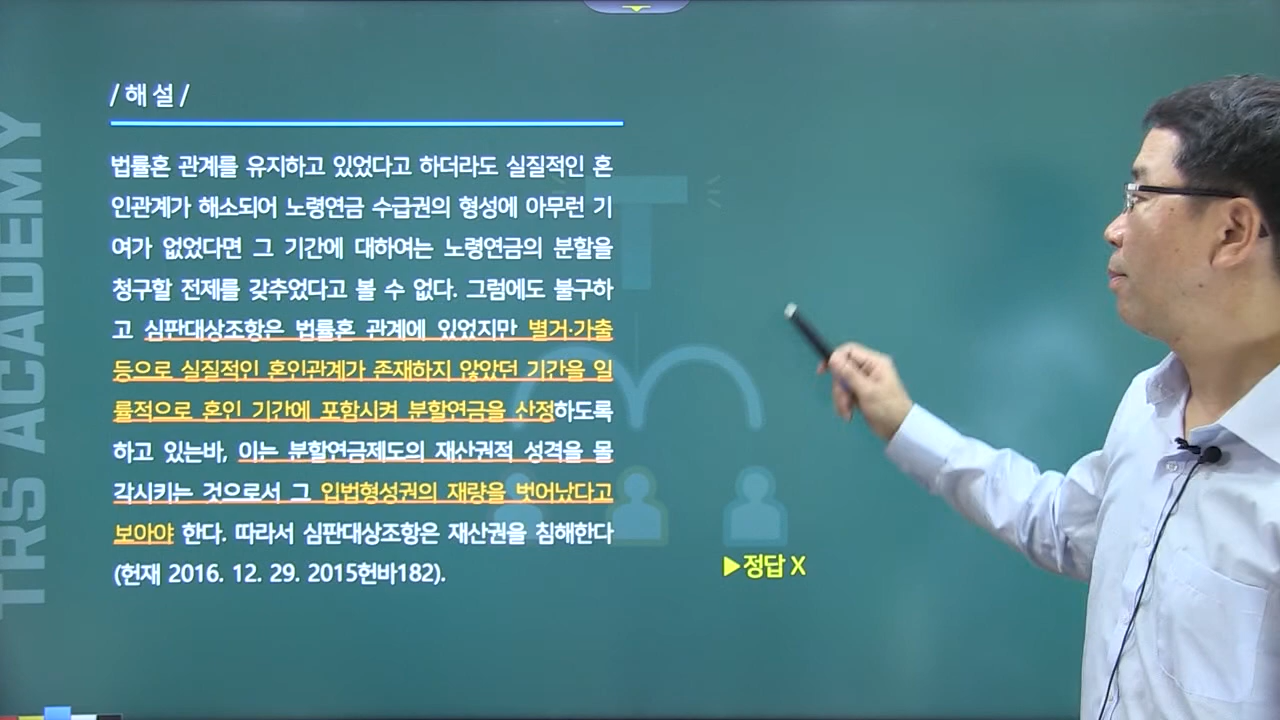 / 해 설 /
법률혼 관계를 유지하고 있었다고 하더라도 실질적인 혼
인관계가 해소되어 노령연금 수급권의 형성에 아무런 기
여가 없었다면 그 기간에 대하여는 노령연금의 분할을
청구할 전제를 갖추었다고 볼 수 없다. 그럼에도 불구하
고 심판대상조항은 법률혼 관계에 있었지만 별거·가출
등으로 실질적인 혼인관계가 존재하지 않았던 기간을 일
률적으로 혼인 기간에 포함시켜 분할연금을 산정하도록
하고 있는바, 이는 분할연금제도의 재산권적 성격을 몰
각시키는 것으로서 그 입법형성권의 재량을 벗어났다고
보아야 한다. 따라서 심판대상조항은 재산권을 침해한다
(헌재 2016. 12. 29. 2015헌바182).
▶정답 X
TRS ACADEMY